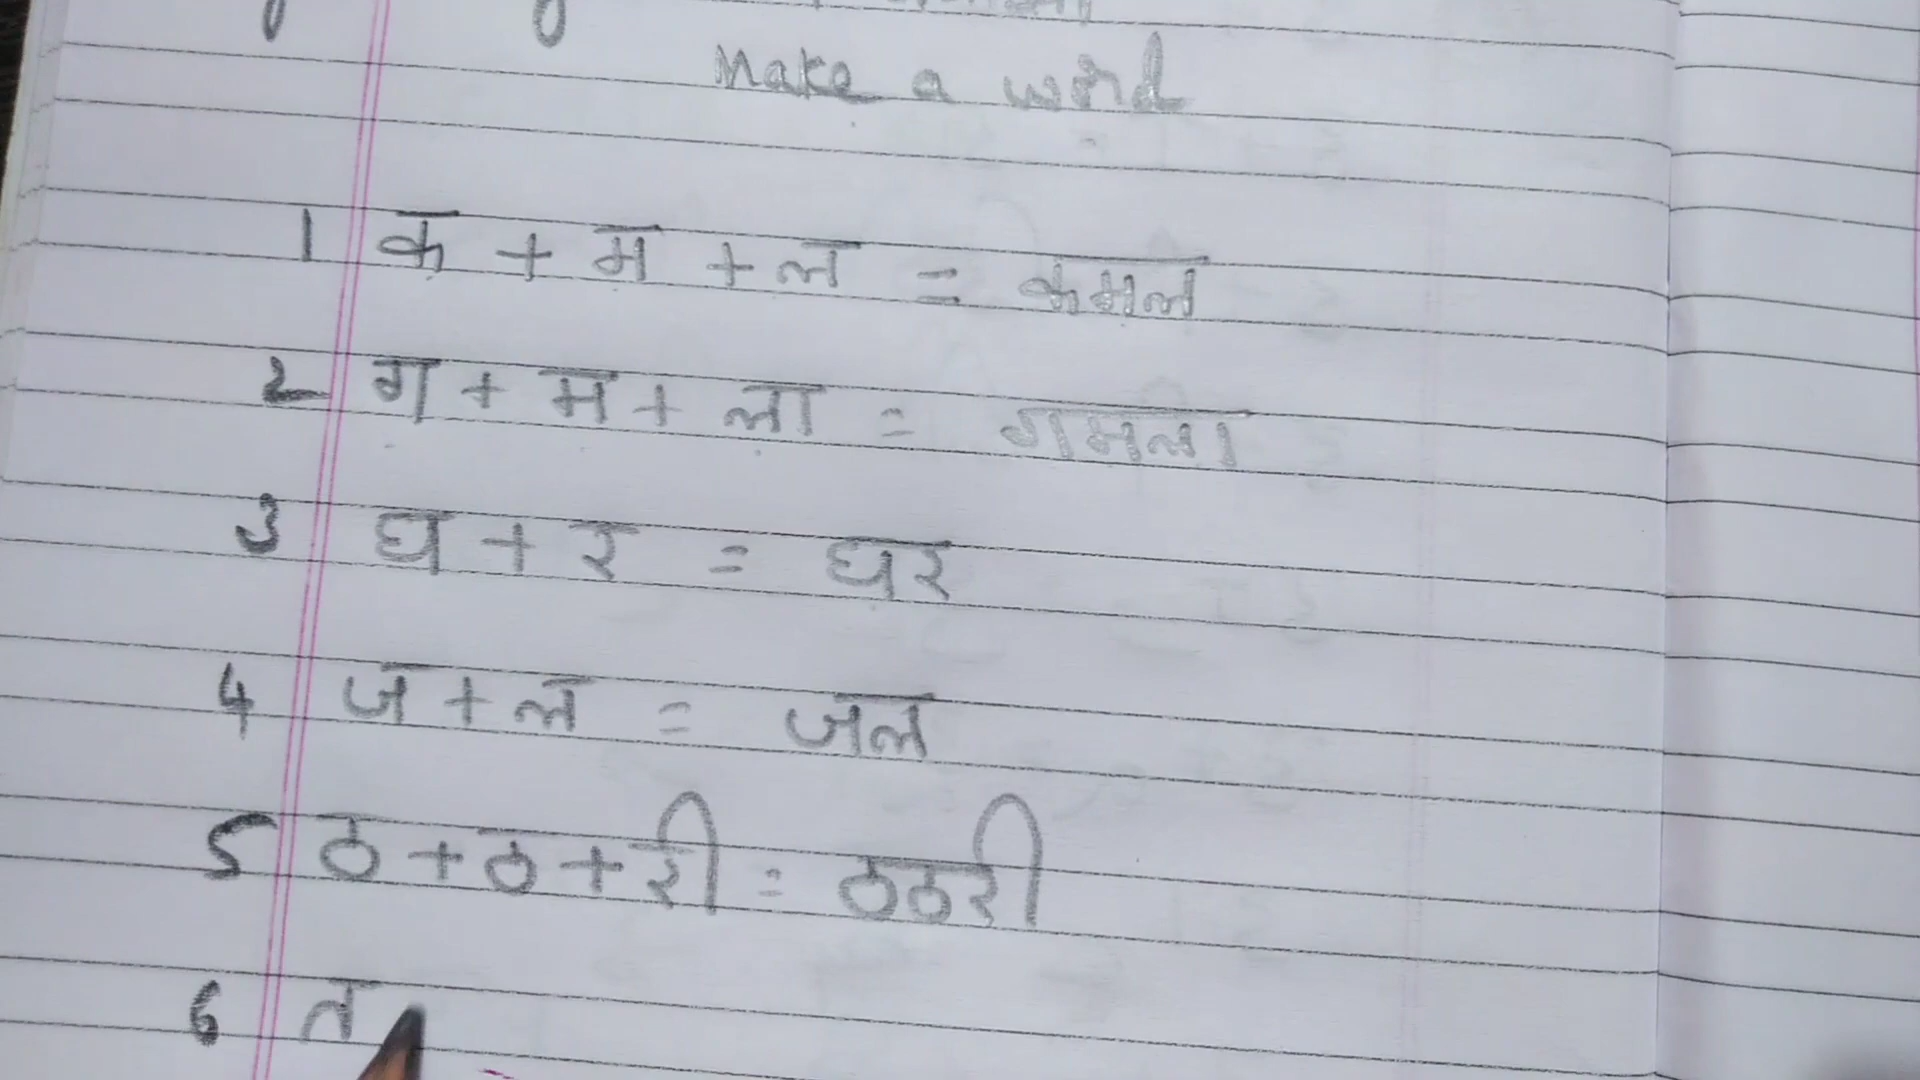 Make a word
1 क + म + ल = कमल
2 ग + म + ला = गमला
3 घ + र = घर
4 ज + ल = जल
5 ठ + ठ + री = ठठरी
6 त